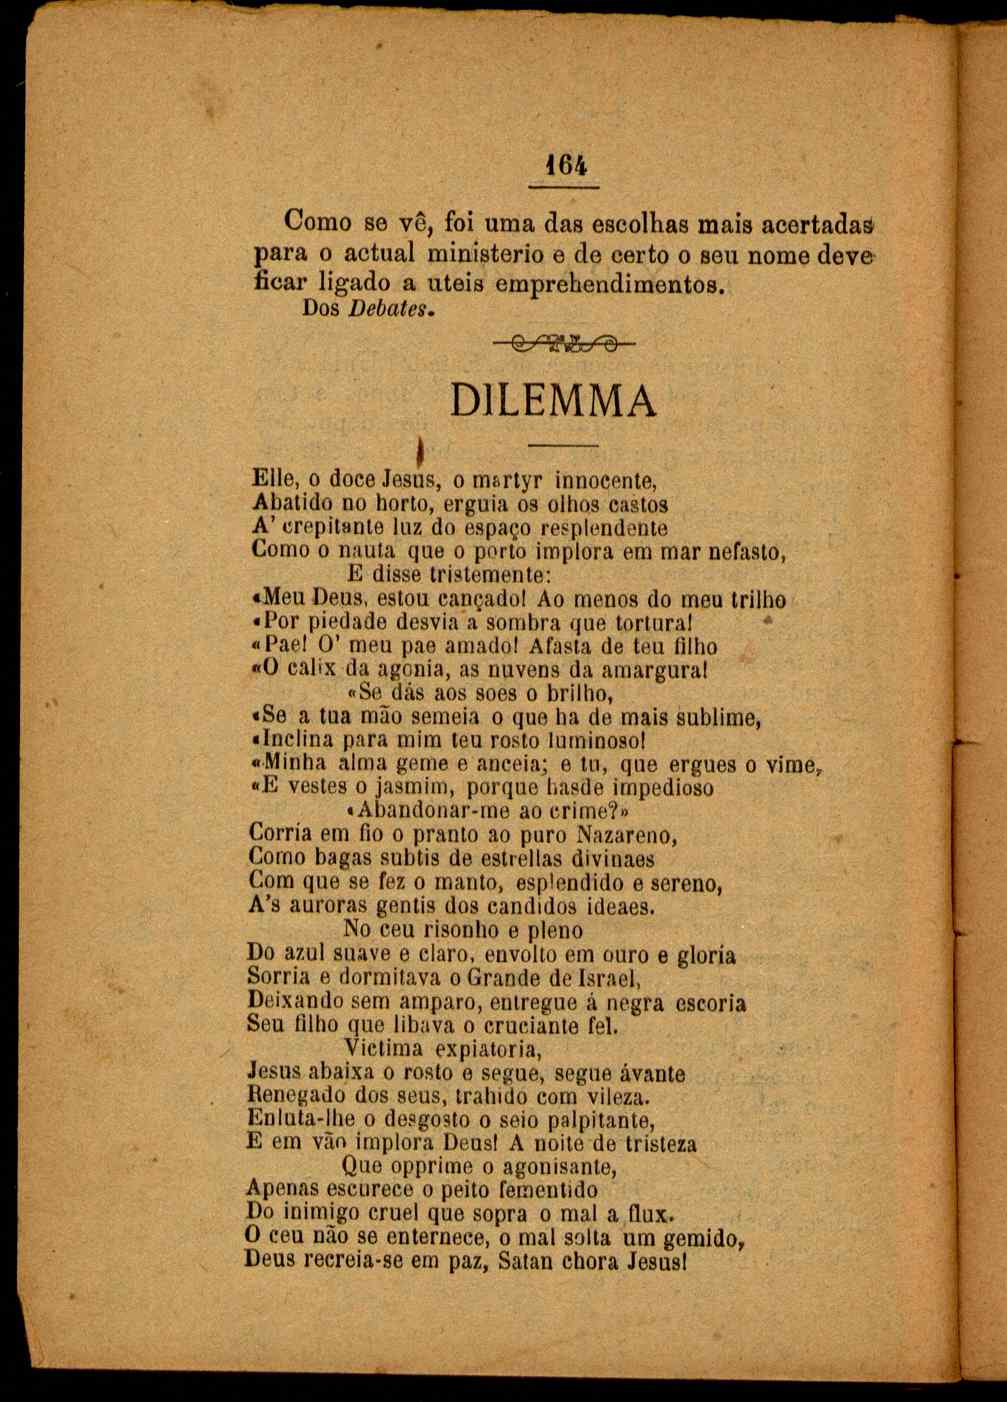 164
Como se vê, foi uma das escolhas mais acertadas
para o actual ministerio e de certo o seu nome deve
ficar ligado a uteis emprehendimentos.
Dos Debates.
DILEMMA
Elle, o doce Jesus, o martyr innocente,
Abatido no horto, erguia os olhos castos
A' crepitante luz do espaço resplendente
Como o nauta que o porto implora em mar nefasto,
E disse tristemente:
«Meu Deus, estou cançado! Ao menos do meu trilho
«Por piedade desvia a sombra que tortura!
«Pae! O' meu pae amado! Afasta de teu filho
«O calix da agonia, as nuvens da amargura!
«Se dás aos soes o brilho,
«Se a tua mão semeia o que ha de mais sublime,
«Inclina para mim teu rosto luminoso!
«Minha alma geme e anceia; e tu, que ergues o vime,
«E vestes o jasmim, porque hasde impedioso
«Abandonar-me ao crime?»
Corria em fio o pranto ao puro Nazareno,
Como bagas subtis de estrellas divinaes
Com que se fez o manto, esplendido e sereno,
A's auroras gentis dos candidos ideaes.
No ceu risonho e pleno
Do azul suave e claro, envolto em ouro e gloria
Sorria e dormitava o Grande de Israel,
Deixando sem amparo, entregue á negra escoria
Seu filho que libava o cruciante fel.
Victima expiatoria,
Jesus abaixa o rosto e segue, segue ávante
Renegado dos seus, trahido com vileza.
Enluta-lhe o desgosto o seio palpitante,
E em vão implora Deus! A noite de tristeza
Que opprime o agonisante,
Apenas escurece o peito fementido
Do inimigo cruel que sopra o mal a flux.
O ceu não se enternece, o mal solta um gemido,
Deus recreia-se em paz, Satan chora Jesus!